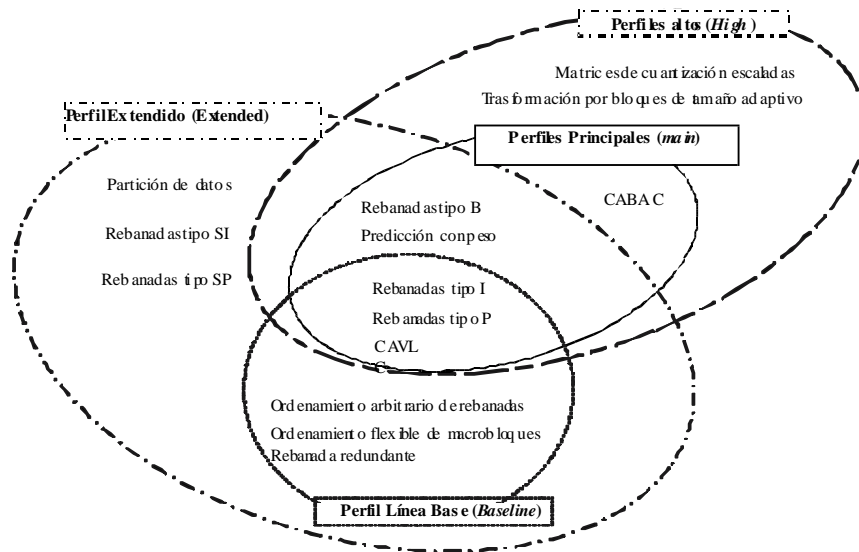 Perfiles altos (High)
Matrices de cuantización escaladas
Trasformación por bloques de tamaño adaptivo
Perfil Extendido (Extended)
Perfiles Principales (main)
Partición de datos
CABAC
Rebanadas tipo B
Rebanadas tipo SI
Predicción con peso
Rebanadas tipo SP
Rebanadas tipo I
Rebanadas tipo P
CAVL
C
Ordenamiento arbitrario de rebanadas
Ordenamiento flexible de macrobloques
Rebanada redundante
Perfil Línea Base (Baseline)